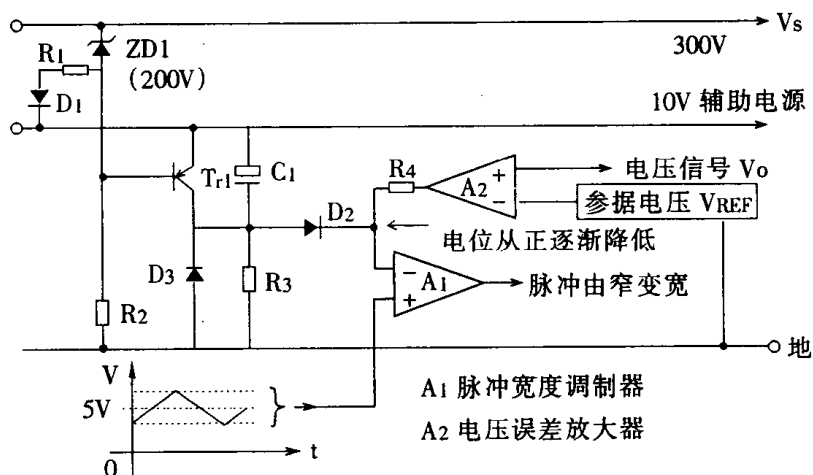 Vs
300V
R1
ZD1
(200V)
D1
10V 辅助电源
Tr1
C1
R4
A2
+
−
电压信号 Vo
参据电压 VREF
D2
电位从正逐渐降低
D3
R3
−
+
A1
脉冲由窄变宽
R2
地
V
5V
0
t
A1 脉冲宽度调制器
A2 电压误差放大器